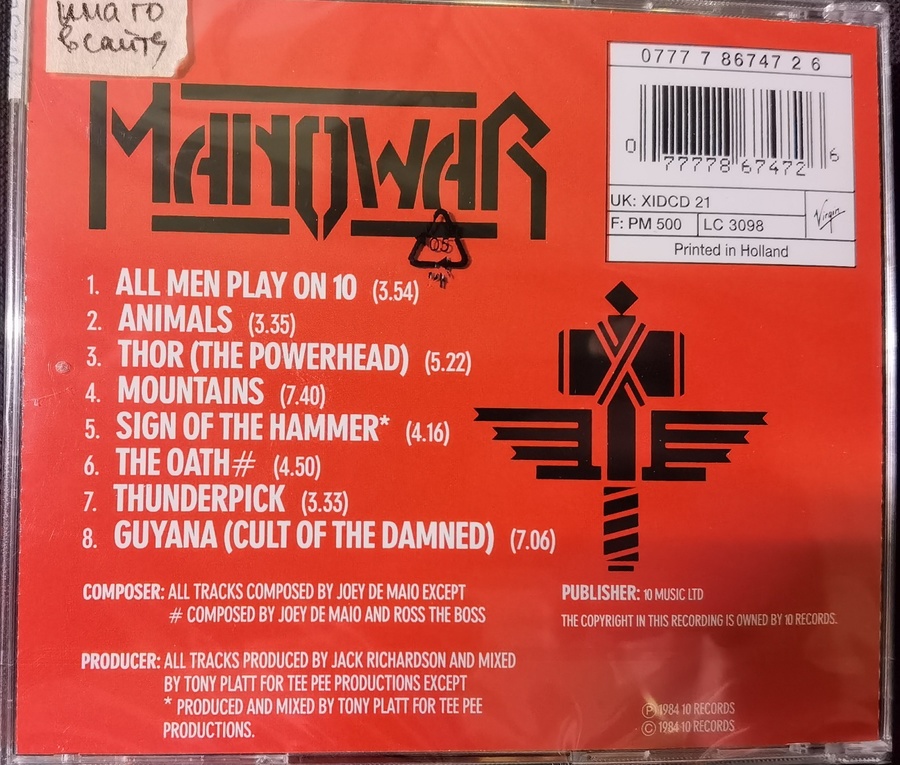 има го
в сайта
0777 7 86747 2 6
0 77778 67472 6
UK: XIDCD 21
F: PM 500 LC 3098
Virgin
Printed in Holland
MANOWAR
1. ALL MEN PLAY ON 10 (3.54)
2. ANIMALS (3.35)
3. THOR (THE POWERHEAD) (5.22)
4. MOUNTAINS (7.40)
5. SIGN OF THE HAMMER* (4.16)
6. THE OATH# (4.50)
7. THUNDERPICK (3.33)
8. GUYANA (CULT OF THE DAMNED) (7.06)
COMPOSER: ALL TRACKS COMPOSED BY JOEY DE MAIO EXCEPT
# COMPOSED BY JOEY DE MAIO AND ROSS THE BOSS
PRODUCER: ALL TRACKS PRODUCED BY JACK RICHARDSON AND MIXED
BY TONY PLATT FOR TEE PEE PRODUCTIONS EXCEPT
* PRODUCED AND MIXED BY TONY PLATT FOR TEE PEE
PRODUCTIONS.
PUBLISHER: 10 MUSIC LTD
THE COPYRIGHT IN THIS RECORDING IS OWNED BY 10 RECORDS.
Ⓟ 1984 10 RECORDS
© 1984 10 RECORDS